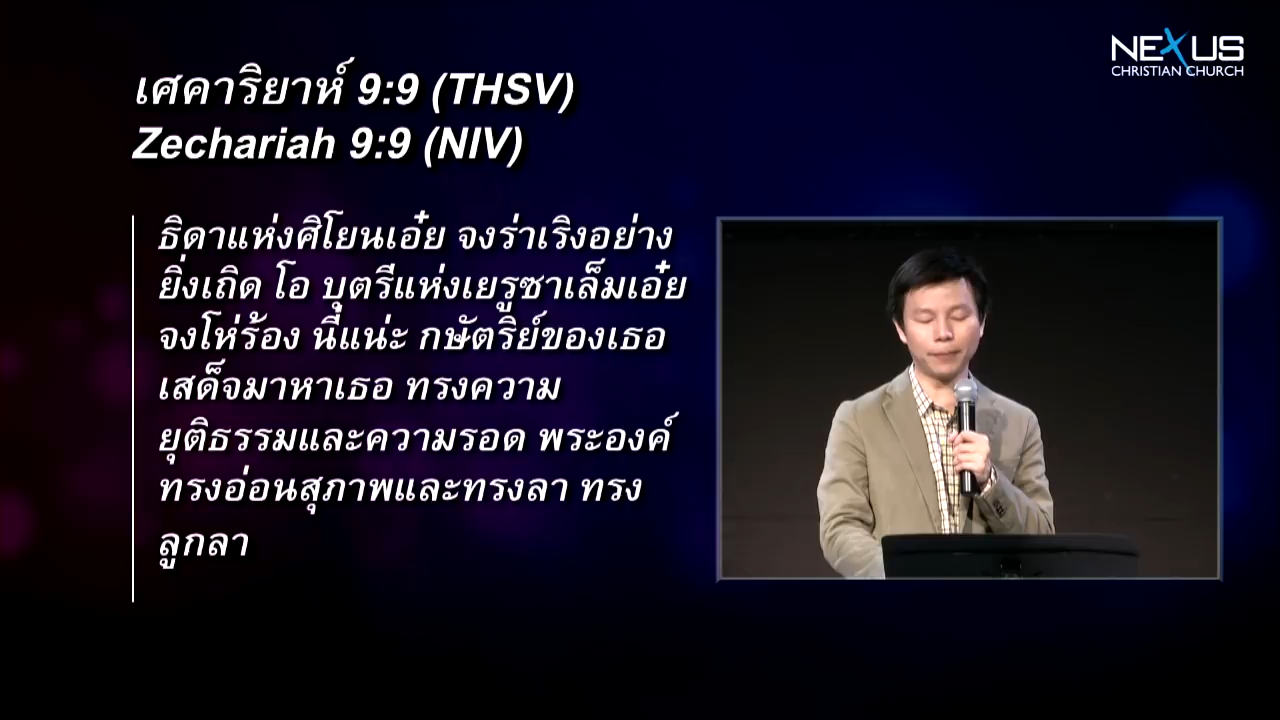 NEXUS
CHRISTIAN CHURCH
เศคาริยาห์ 9:9 (THSV)
Zechariah 9:9 (NIV)
ธิดาแห่งศิโยนเอ๋ย จงร่าเริงอย่าง
ยิ่งเถิด โอ บุตรีแห่งเยรูซาเล็มเอ๋ย
จงโห่ร้อง นี่แน่ะ กษัตริย์ของเธอ
เสด็จมาหาเธอ ทรงความ
ยุติธรรมและความรอด พระองค์
ทรงอ่อนสุภาพและทรงลา ทรง
ลูกลา